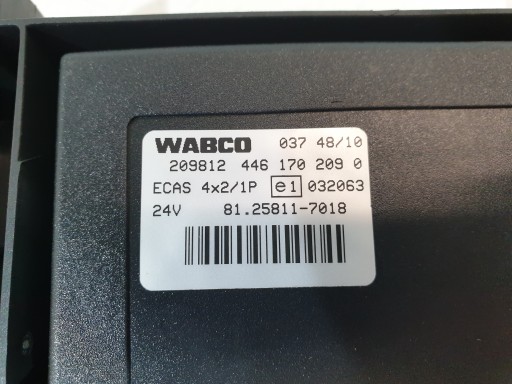 WABCO 037 48/10
209812 446 170 209 0
ECAS 4x2/1P e1 032063
24V 81.25811-7018